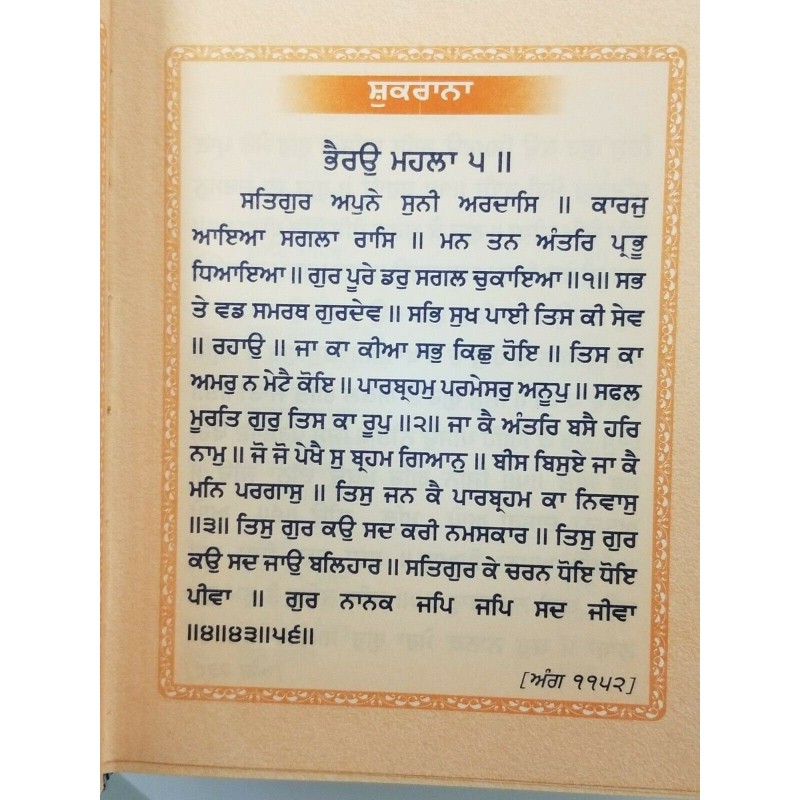 ਸ਼ੁਕਰਾਨਾ
ਭੈਰਉ ਮਹਲਾ ੫ ॥
ਸਤਿਗੁਰ ਅਪੁਨੇ ਸੁਨੀ ਅਰਦਾਸਿ ॥ ਕਾਰਜੁ
ਆਇਆ ਸਗਲਾ ਰਾਸਿ ॥ ਮਨ ਤਨ ਅੰਤਰਿ ਪ੍ਰਭੂ
ਧਿਆਇਆ ॥ ਗੁਰ ਪੂਰੇ ਡਰੁ ਸਗਲ ਚੁਕਾਇਆ ॥੧॥ ਸਭ
ਤੇ ਵਡ ਸਮਰਥ ਗੁਰਦੇਵ ॥ ਸਭਿ ਸੁਖ ਪਾਈ ਤਿਸ ਕੀ ਸੇਵ
॥ ਰਹਾਉ ॥ ਜਾ ਕਾ ਕੀਆ ਸਭੁ ਕਿਛੁ ਹੋਇ ॥ ਤਿਸ ਕਾ
ਅਮਰੁ ਨ ਮੇਟੈ ਕੋਇ ॥ ਪਾਰਬ੍ਰਹਮੁ ਪਰਮੇਸਰੁ ਅਨੂਪੁ ॥ ਸਫਲ
ਮੂਰਤਿ ਗੁਰੁ ਤਿਸ ਕਾ ਰੂਪੁ ॥੨॥ ਜਾ ਕੈ ਅੰਤਰਿ ਬਸੈ ਹਰਿ
ਨਾਮੁ ॥ ਜੋ ਜੋ ਪੇਖੈ ਸੁ ਬ੍ਰਹਮ ਗਿਆਨੁ ॥ ਬੀਸ ਬਿਸੁਏ ਜਾ ਕੈ
ਮਨਿ ਪਰਗਾਸੁ ॥ ਤਿਸੁ ਜਨ ਕੈ ਪਾਰਬ੍ਰਹਮ ਕਾ ਨਿਵਾਸੁ
॥੩॥ ਤਿਸੁ ਗੁਰ ਕਉ ਸਦ ਕਰੀ ਨਮਸਕਾਰ ॥ ਤਿਸੁ ਗੁਰ
ਕਉ ਸਦ ਜਾਉ ਬਲਿਹਾਰ ॥ ਸਤਿਗੁਰ ਕੇ ਚਰਨ ਧੋਇ ਧੋਇ
ਪੀਵਾ ॥ ਗੁਰ ਨਾਨਕ ਜਪਿ ਜਪਿ ਸਦ ਜੀਵਾ
॥੪॥੪੩॥੫੬॥
[ਅੰਗ ੧੧੫੨]